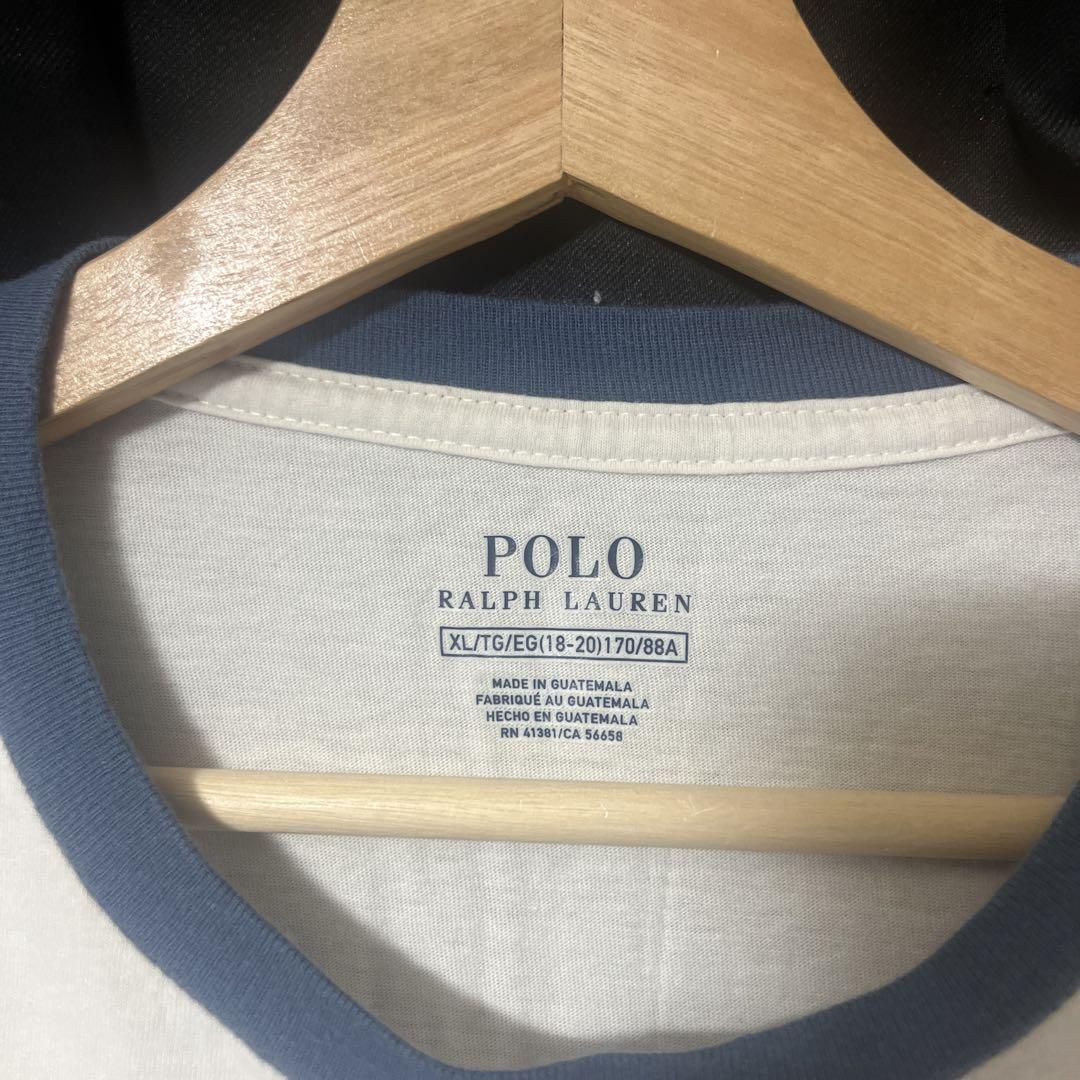 POLO
RALPH LAUREN
XL/TG/EG(18-20)170/88A
MADE IN GUATEMALA
FABRIQUÉ AU GUATEMALA
HECHO EN GUATEMALA
RN 41381/CA 56658